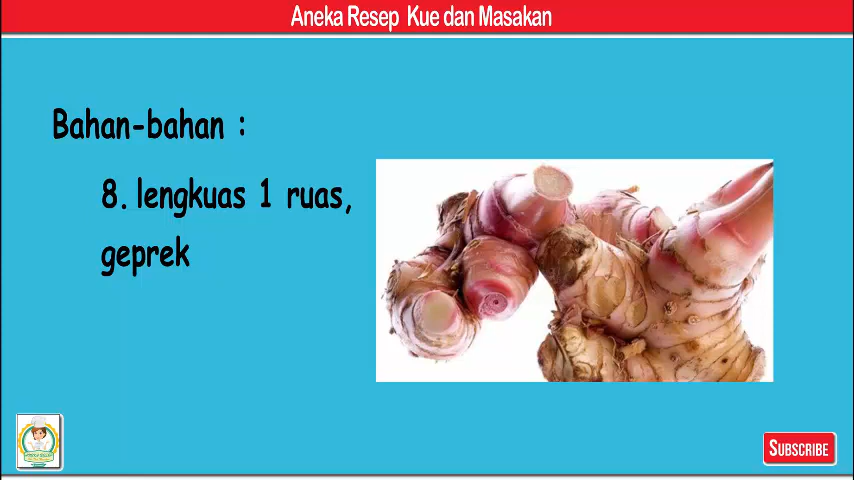 Aneka Resep Kue dan Masakan
Bahan-bahan :
8. lengkuas 1 ruas,
geprek
SUBSCRIBE